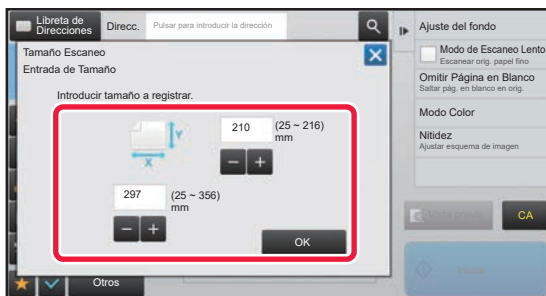 Libreta de
Direcciones
Direcc.
Pulsar para introducir la dirección
Tamaño Escaneo
Entrada de Tamaño
Introducir tamaño a registrar.
Y
X
210
(25 ~ 216)
mm
297
(25 ~ 356)
mm
OK
Otros
Ajuste del fondo
Modo de Escaneo Lento
Escanear orig. papel fino
Omitir Página en Blanco
Saltar pág. en blanco en orig.
Modo Color
Nitidez
Ajustar esquema de imagen
CA